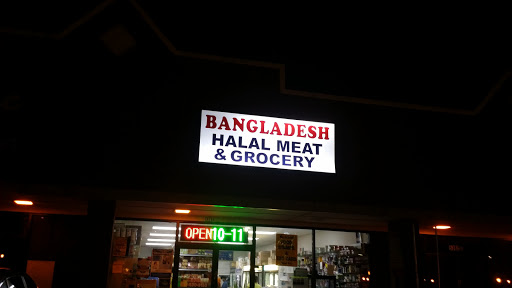 BANGLADESH
HALAL MEAT
& GROCERY
OPEN 10-11